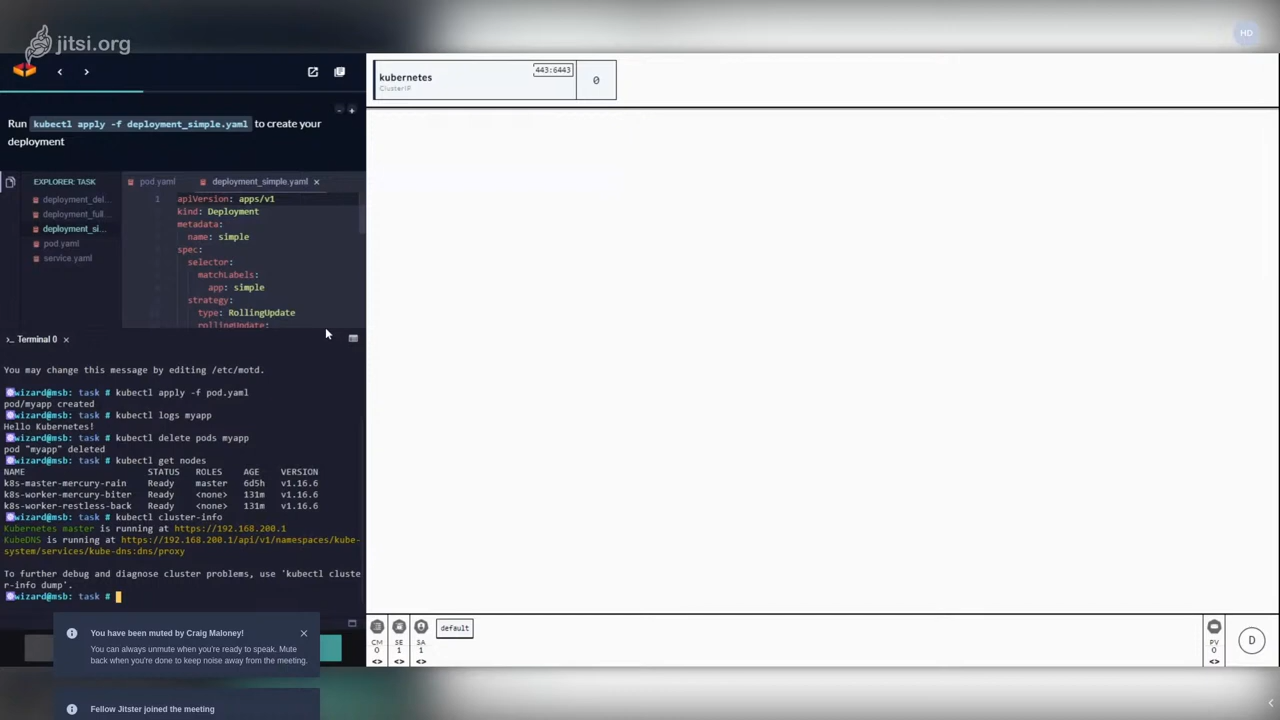 jitsi.org
HD
Run kubectl apply -f deployment_simple.yaml to create your
deployment
- +
EXPLORER: TASK
deployment_del...
deployment_full...
deployment_si...
pod yaml
service yaml
pod yaml
deployment_simple.yaml ×
1 apiVersion: apps/v1
kind: Deployment
metadata:
name: simple
spec:
selector:
matchLabels:
app: simple
strategy:
type: RollingUpdate
rollingUpdate:
>_ Terminal 0 ×
You may change this message by editing /etc/motd.
wizard@msb: task # kubectl apply -f pod.yaml
pod/myapp created
wizard@msb: task # kubectl logs myapp
Hello Kubernetes!
wizard@msb: task # kubectl delete pods myapp
pod "myapp" deleted
wizard@msb: task # kubectl get nodes
NAME STATUS ROLES AGE VERSION
k8s-master-mercury-rain Ready master 6d5h v1.16.6
k8s-worker-mercury-biter Ready <none> 131m v1.16.6
k8s-worker-restless-back Ready <none> 131m v1.16.6
wizard@msb: task # kubectl cluster-info
Kubernetes master is running at https://192.168.200.1
KubeDNS is running at https://192.168.200.1/api/v1/namespaces/kube-
system/services/kube-dns:dns/proxy
To further debug and diagnose cluster problems, use 'kubectl cluste
r-info dump'.
wizard@msb: task #
You have been muted by Craig Maloney!
You can always unmute when you're ready to speak. Mute
back when you're done to keep noise away from the meeting.
Fellow Jitster joined the meeting
kubernetes
ClusterIP
443:6443
0
CM
0
<>
SE
1
<>
SA
1
<>
default
PV
0
<>
D